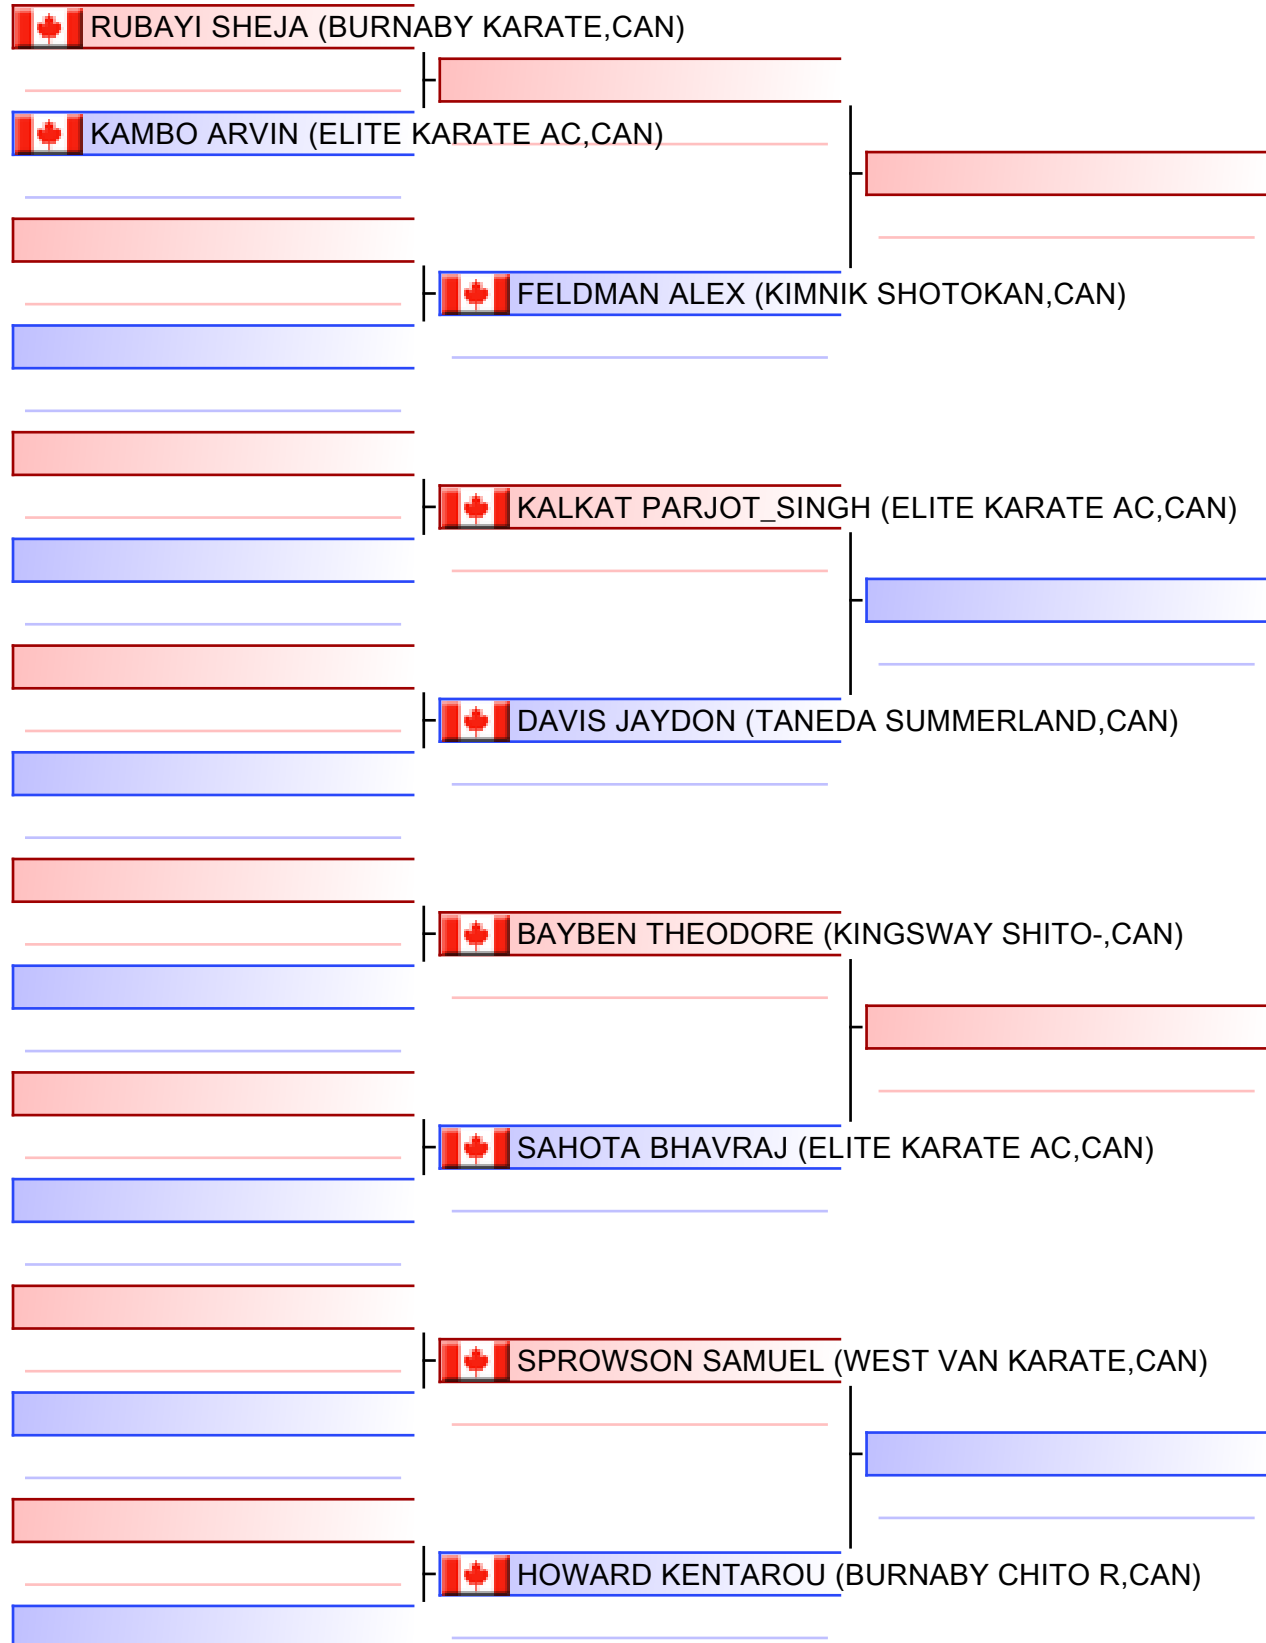 RUBAYI SHEJA (BURNABY KARATE,CAN)
KAMBO ARVIN (ELITE KARATE AC,CAN)
FELDMAN ALEX (KIMNIK SHOTOKAN,CAN)
KALKAT PARJOT_SINGH (ELITE KARATE AC,CAN)
DAVIS JAYDON (TANEDA SUMMERLAND,CAN)
BAYBEN THEODORE (KINGSWAY SHITO-,CAN)
SAHOTA BHAVRAJ (ELITE KARATE AC,CAN)
SPROWSON SAMUEL (WEST VAN KARATE,CAN)
HOWARD KENTAROU (BURNABY CHITO R,CAN)